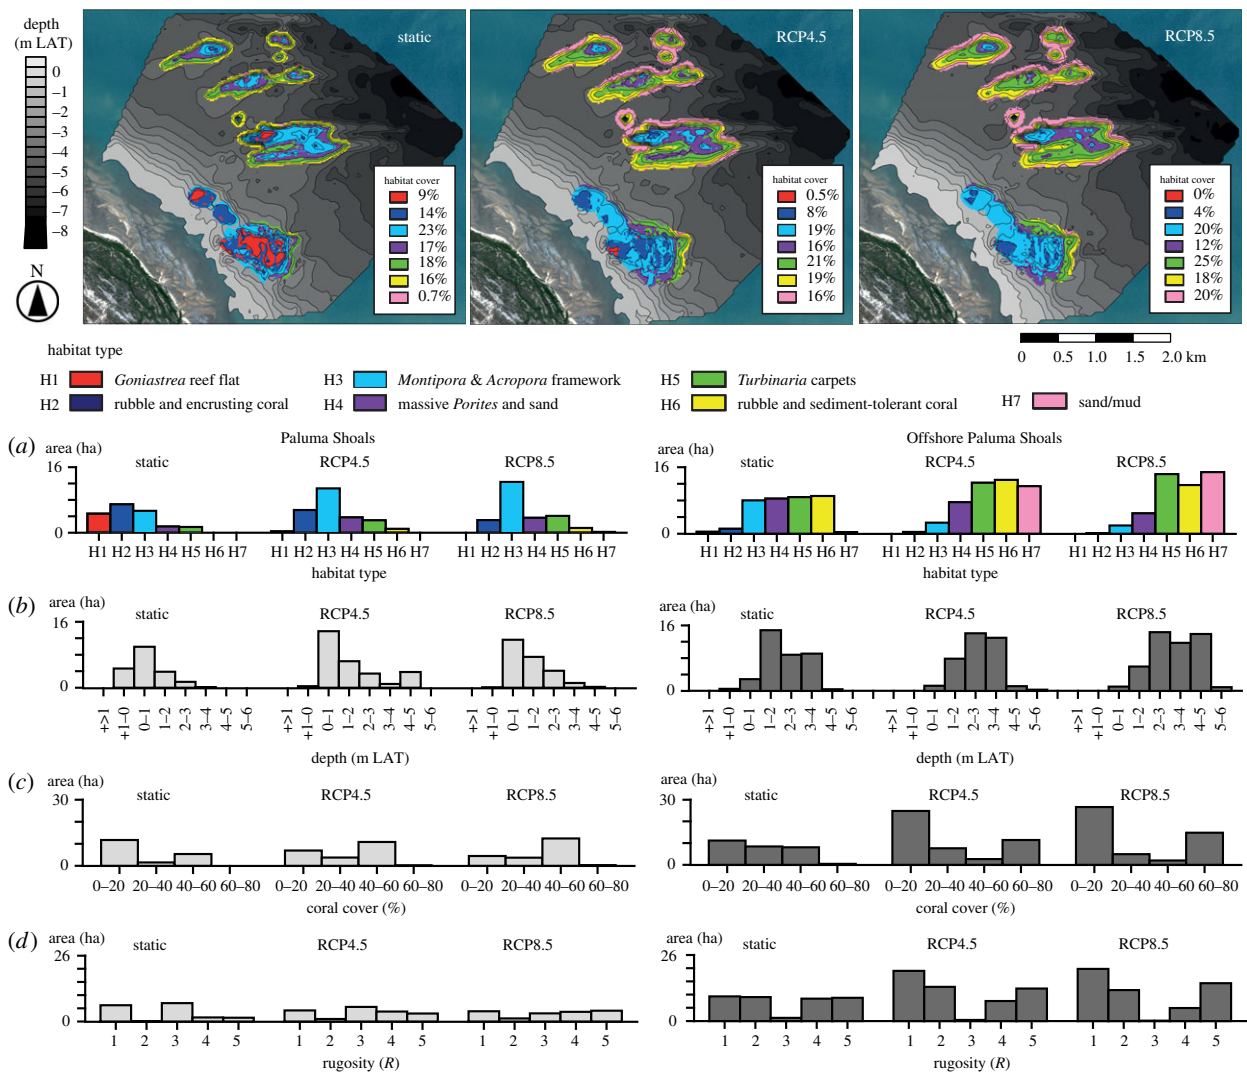 depth
(m LAT)
0
–1
–2
–3
–4
–5
–6
–7
–8
N
static
habitat cover
9%
14%
23%
17%
18%
16%
0.7%
RCP4.5
habitat cover
0.5%
8%
19%
16%
21%
19%
16%
RCP8.5
habitat cover
0%
4%
20%
12%
25%
18%
20%
0 0.5 1.0 1.5 2.0 km
habitat type
H1 Goniastrea reef flat
H2 rubble and encrusting coral
H3 Montipora & Acropora framework
H4 massive Porites and sand
H5 Turbinaria carpets
H6 rubble and sediment-tolerant coral
H7 sand/mud
(a)
Paluma Shoals
area (ha)
static RCP4.5 RCP8.5
16
0
H1 H2 H3 H4 H5 H6 H7 H1 H2 H3 H4 H5 H6 H7 H1 H2 H3 H4 H5 H6 H7
habitat type
Offshore Paluma Shoals
area (ha)
static RCP4.5 RCP8.5
16
0
H1 H2 H3 H4 H5 H6 H7 H1 H2 H3 H4 H5 H6 H7 H1 H2 H3 H4 H5 H6 H7
habitat type
(b)
area (ha)
static RCP4.5 RCP8.5
16
0
+>1 +1–0 0–1 1–2 2–3 3–4 4–5 5–6 +>1 +1–0 0–1 1–2 2–3 3–4 4–5 5–6 +>1 +1–0 0–1 1–2 2–3 3–4 4–5 5–6
depth (m LAT)
area (ha)
static RCP4.5 RCP8.5
16
0
+>1 +1–0 0–1 1–2 2–3 3–4 4–5 5–6 +>1 +1–0 0–1 1–2 2–3 3–4 4–5 5–6 +>1 +1–0 0–1 1–2 2–3 3–4 4–5 5–6
depth (m LAT)
(c)
area (ha)
static RCP4.5 RCP8.5
30
0
0–20 20–40 40–60 60–80 0–20 20–40 40–60 60–80 0–20 20–40 40–60 60–80
coral cover (%)
area (ha)
static RCP4.5 RCP8.5
30
0
0–20 20–40 40–60 60–80 0–20 20–40 40–60 60–80 0–20 20–40 40–60 60–80
coral cover (%)
(d)
area (ha)
static RCP4.5 RCP8.5
26
0
1 2 3 4 5 1 2 3 4 5 1 2 3 4 5
rugosity (R)
area (ha)
static RCP4.5 RCP8.5
26
0
1 2 3 4 5 1 2 3 4 5 1 2 3 4 5
rugosity (R)